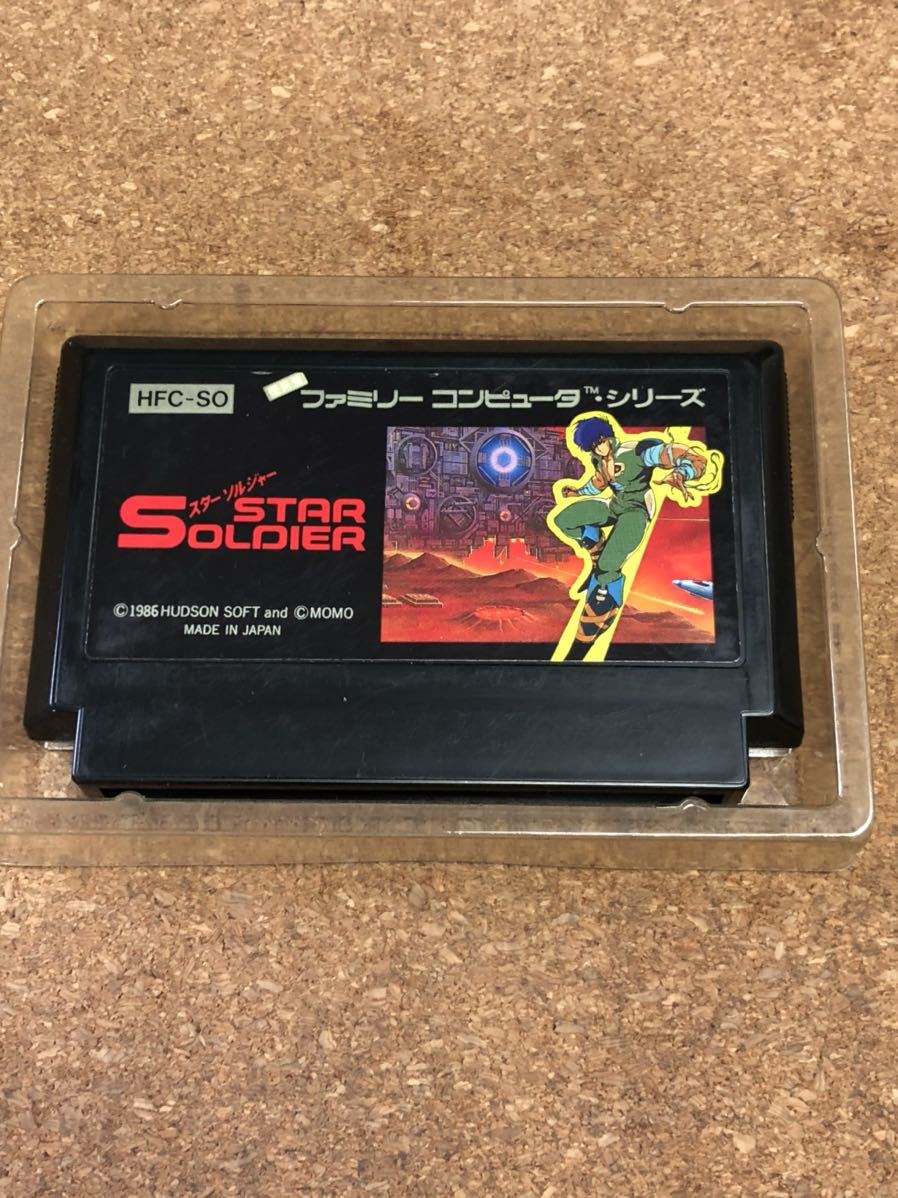 HFC-SO
ファミリー コンピュータ™・シリーズ
スターソルジャー
STAR
SOLDIER
©1986 HUDSON SOFT and ©MOMO
MADE IN JAPAN